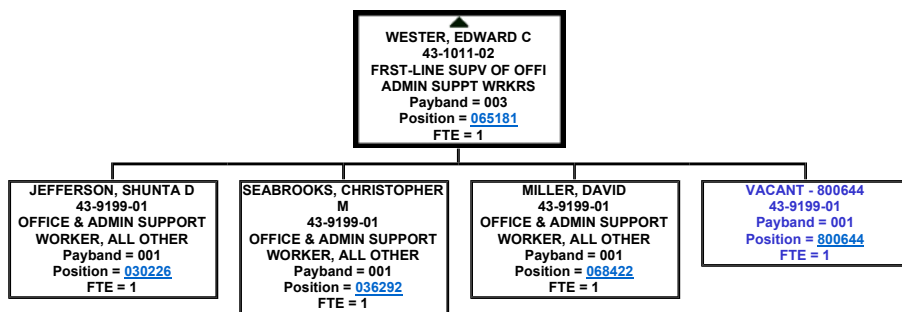 WESTER, EDWARD C
43-1011-02
FRST-LINE SUPV OF OFFI
ADMIN SUPPT WRKRS
Payband = 003
Position = 065181
FTE = 1
JEFFERSON, SHUNTA D
43-9199-01
OFFICE & ADMIN SUPPORT
WORKER, ALL OTHER
Payband = 001
Position = 030226
FTE = 1
SEABROOKS, CHRISTOPHER
M
43-9199-01
OFFICE & ADMIN SUPPORT
WORKER, ALL OTHER
Payband = 001
Position = 036292
FTE = 1
MILLER, DAVID
43-9199-01
OFFICE & ADMIN SUPPORT
WORKER, ALL OTHER
Payband = 001
Position = 068422
FTE = 1
VACANT - 800644
43-9199-01
Payband = 001
Position = 800644
FTE = 1